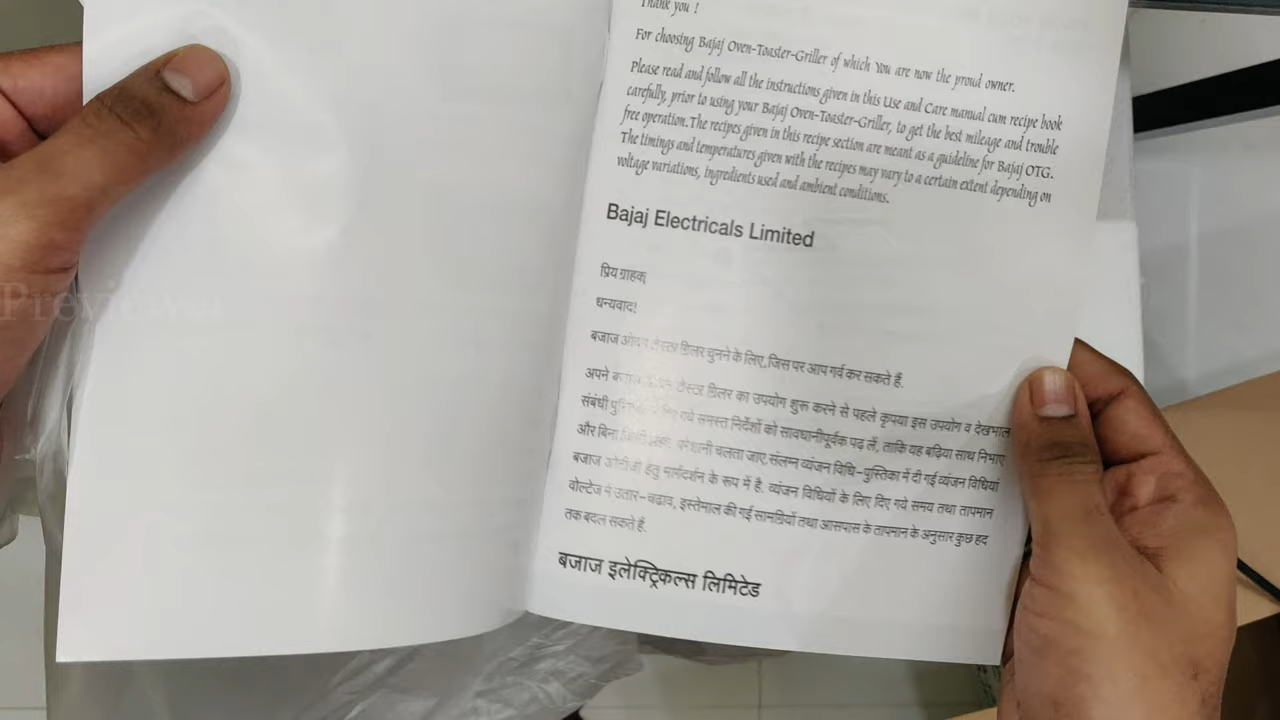 Thank you !
For choosing Bajaj Oven-Toaster-Griller of which You are now the proud owner.
Please read and follow all the instructions given in this Use and Care manual cum recipe book
carefully, prior to using your Bajaj Oven-Toaster-Griller, to get the best mileage and trouble
free operation. The recipes given in this recipe section are meant as a guideline for Bajaj OTG.
The timings and temperatures given with the recipes may vary to a certain extent depending on
voltage variations, ingredients used and ambient conditions.
Bajaj Electricals Limited
प्रिय ग्राहक,
धन्यवाद!
बजाज टोस्टर ग्रिलर चुनने के लिए, जिस पर आप गर्व कर सकते हैं.
अपने टोस्टर ग्रिलर का उपयोग शुरू करने से पहले कृपया इस उपयोग व देखभाल
संबंधी गये समस्त निर्देशों को सावधानीपूर्वक पढ़ लें, ताकि यह बढ़िया साथ निभाए
और बिना चलता जाए. संलग्न व्यंजन विधि-पुस्तिका में दी गई व्यंजन विधियां
बजाज ओटीजी हेतु मार्गदर्शन के रूप में है. व्यंजन विधियों के लिए दिए गये समय तथा तापमान
वोल्टेज में उतार-चढ़ाव, इस्तेमाल की गई सामग्रियों तथा आसपास के तापमान के अनुसार कुछ हद
तक बदल सकते हैं.
बजाज इलेक्ट्रिकल्स लिमिटेड